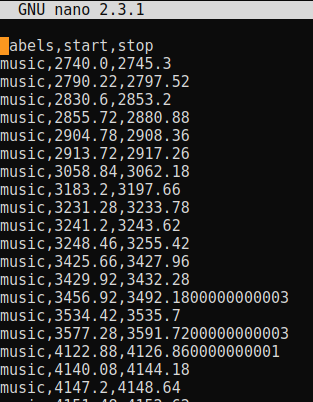 GNU nano 2.3.1
labels,start,stop
music,2740.0,2745.3
music,2790.22,2797.52
music,2830.6,2853.2
music,2855.72,2880.88
music,2904.78,2908.36
music,2913.72,2917.26
music,3058.84,3062.18
music,3183.2,3197.66
music,3231.28,3233.78
music,3241.2,3243.62
music,3248.46,3255.42
music,3425.66,3427.96
music,3429.92,3432.28
music,3456.92,3492.1800000000003
music,3534.42,3535.7
music,3577.28,3591.7200000000003
music,4122.88,4126.860000000001
music,4140.08,4144.18
music,4147.2,4148.64